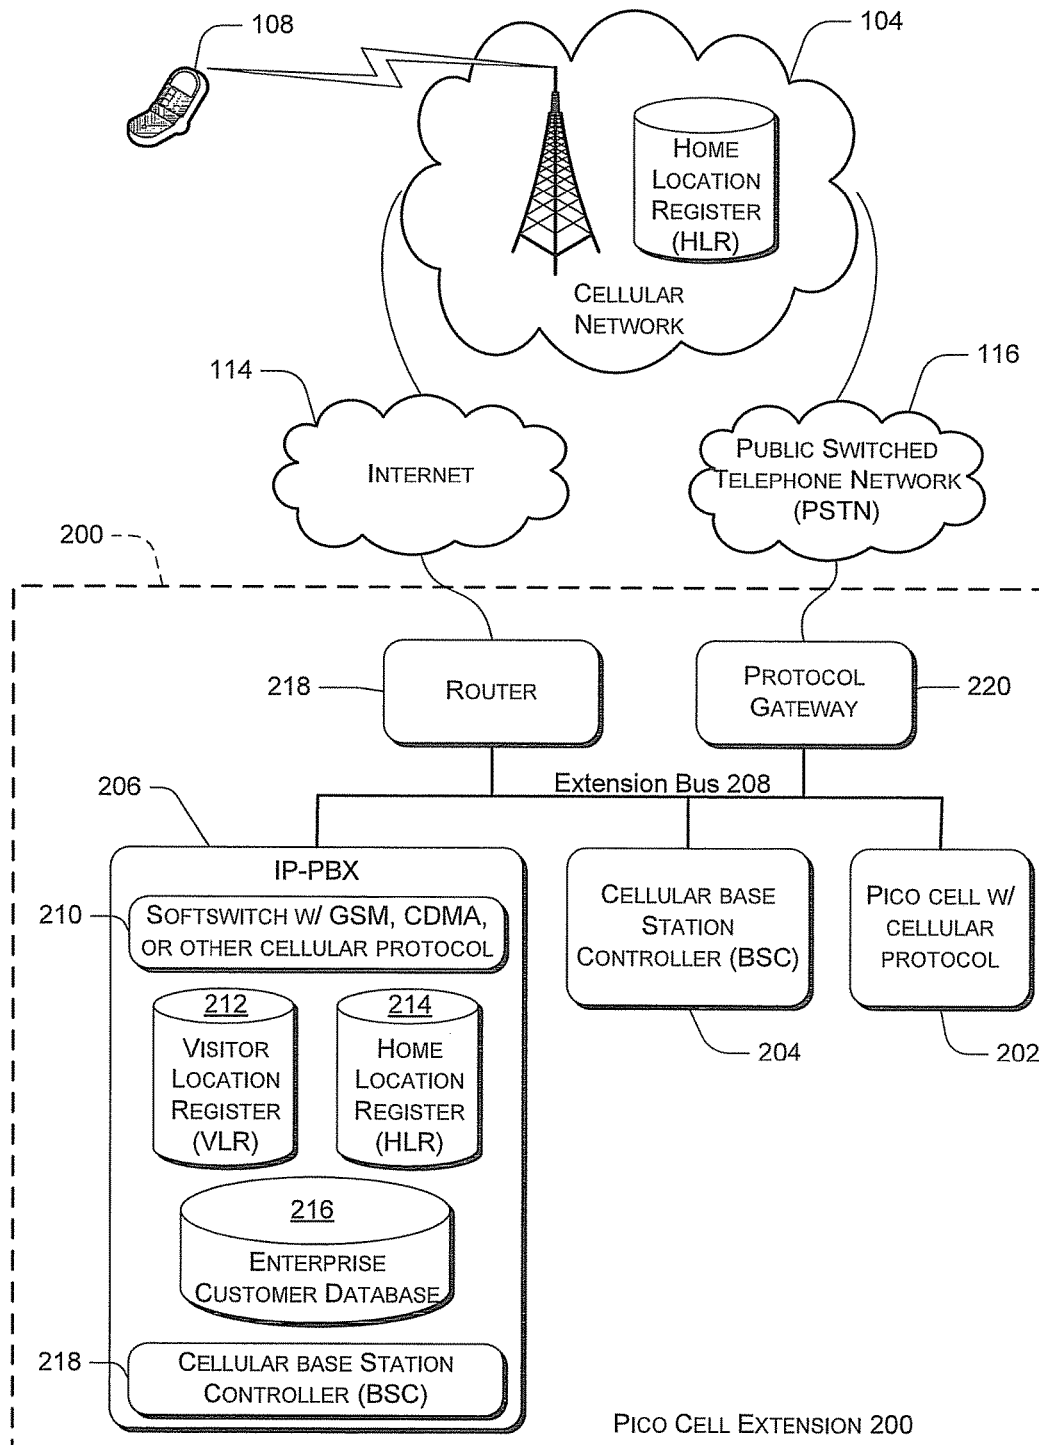 108
104
HOME
LOCATION
REGISTER
(HLR)
CELLULAR
NETWORK
114
116
INTERNET
PUBLIC SWITCHED
TELEPHONE NETWORK
(PSTN)
200
218
ROUTER
PROTOCOL
GATEWAY
220
Extension Bus 208
206
IP-PBX
210
SOFTSWITCH W/ GSM, CDMA,
OR OTHER CELLULAR PROTOCOL
212
VISITOR
LOCATION
REGISTER
(VLR)
214
HOME
LOCATION
REGISTER
(HLR)
216
ENTERPRISE
CUSTOMER DATABASE
218
CELLULAR BASE STATION
CONTROLLER (BSC)
CELLULAR BASE
STATION
CONTROLLER (BSC)
204
PICO CELL W/
CELLULAR
PROTOCOL
202
PICO CELL EXTENSION 200